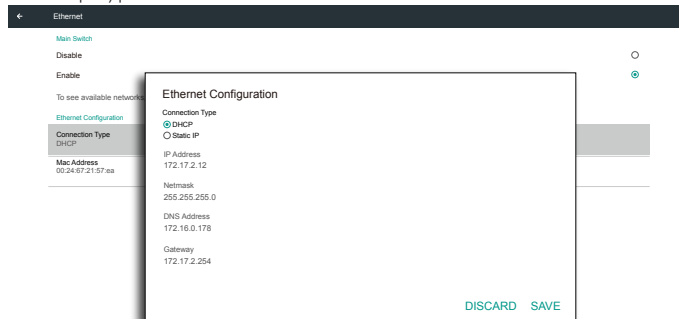 Ethernet
Main Switch
Disable
Enable
To see available networks
Ethernet Configuration
Connection Type
DHCP
Mac Address
00:24:67:21:57:ea
Ethernet Configuration
Connection Type
DHCP
Static IP
IP Address
172.17.2.12
Netmask
255.255.255.0
DNS Address
172.16.0.178
Gateway
172.17.2.254
DISCARD SAVE